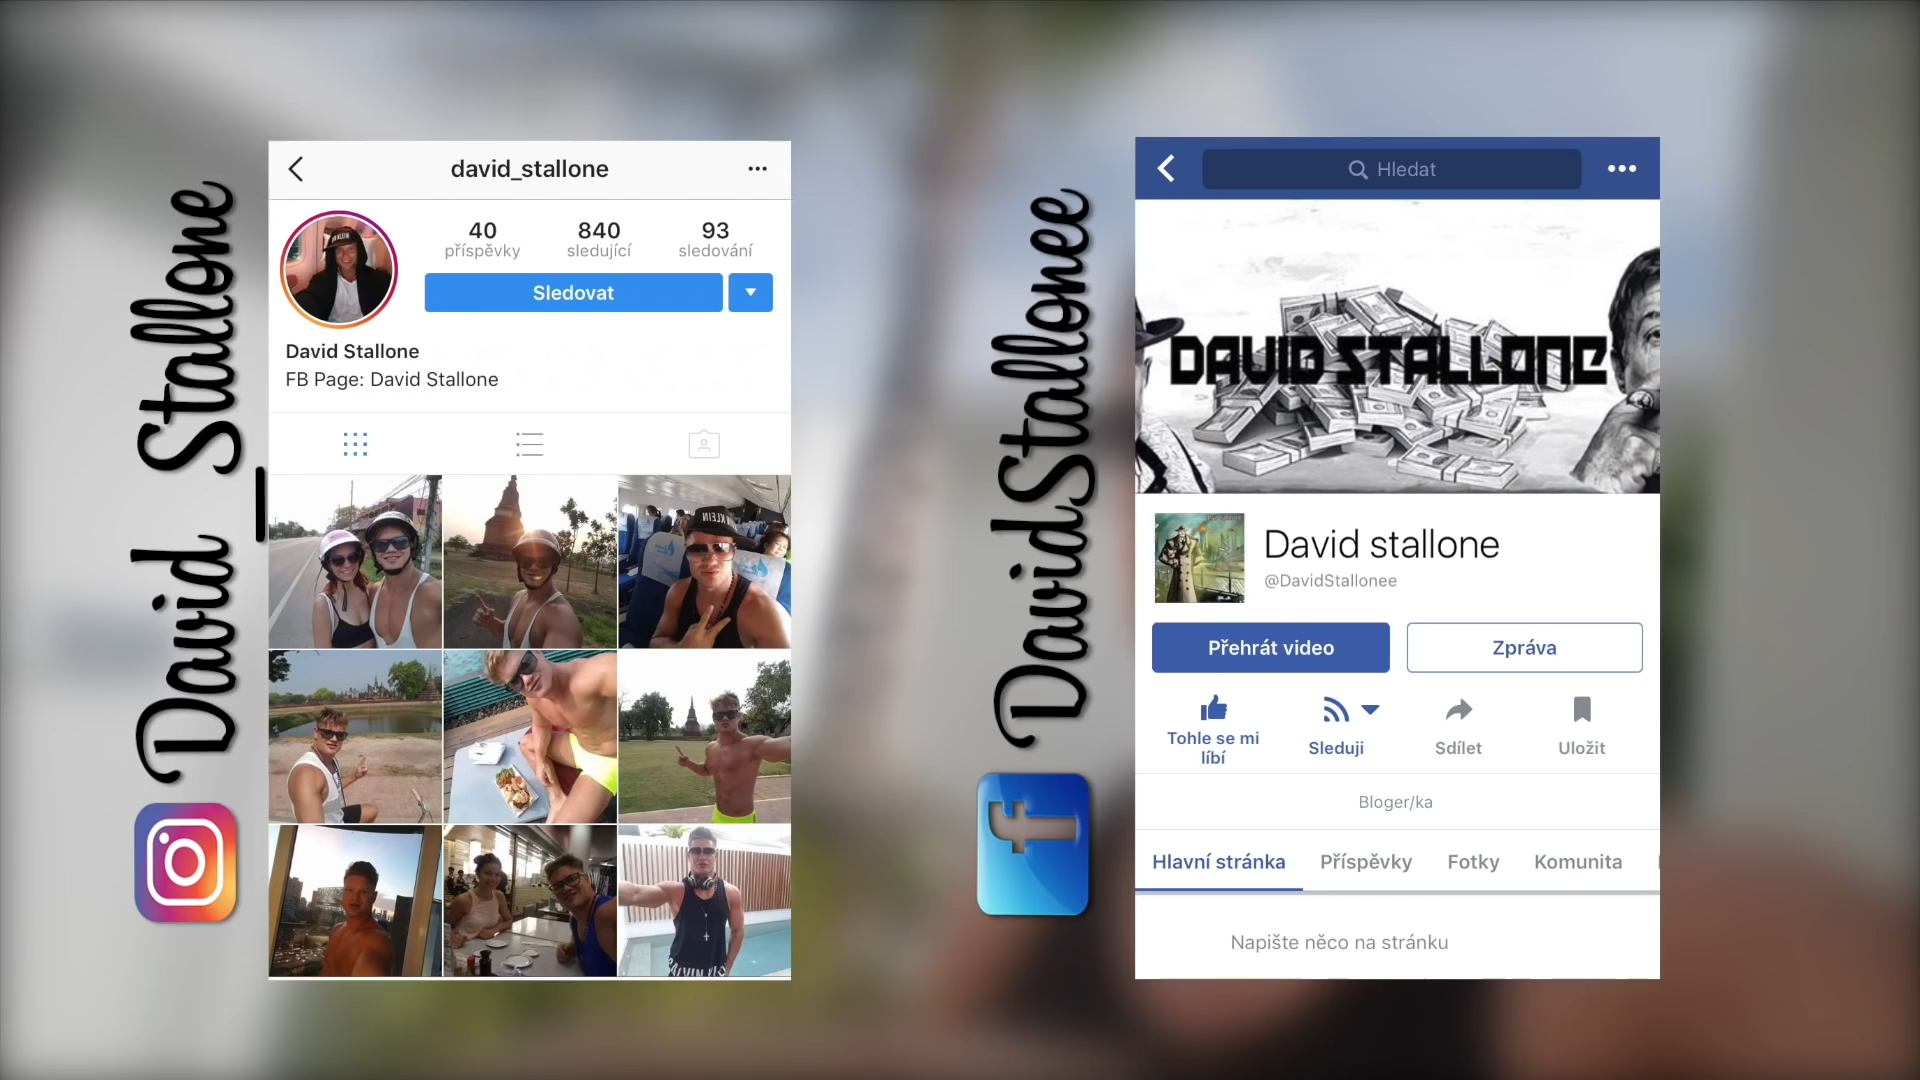 David_Stallone
david_stallone
40
příspěvky
840
sledující
93
sledování
Sledovat
David Stallone
FB Page: David Stallone
DavidStallonee
Hledat
DAVID STALLONE
David stallone
@DavidStallonee
Přehrát video
Zpráva
Tohle se mi
líbí
Sleduji
Sdílet
Uložit
Bloger/ka
Hlavní stránka
Příspěvky
Fotky
Komunita
Napište něco na stránku